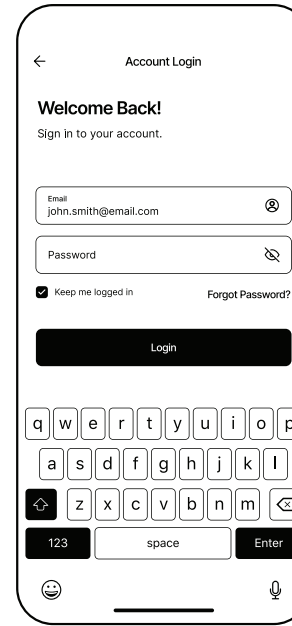 Account Login
Welcome Back!
Sign in to your account.
Email
john.smith@email.com
Password
Keep me logged in Forgot Password?
Login
q w e r t y u i o p
a s d f g h j k l
z x c v b n m
123 space Enter